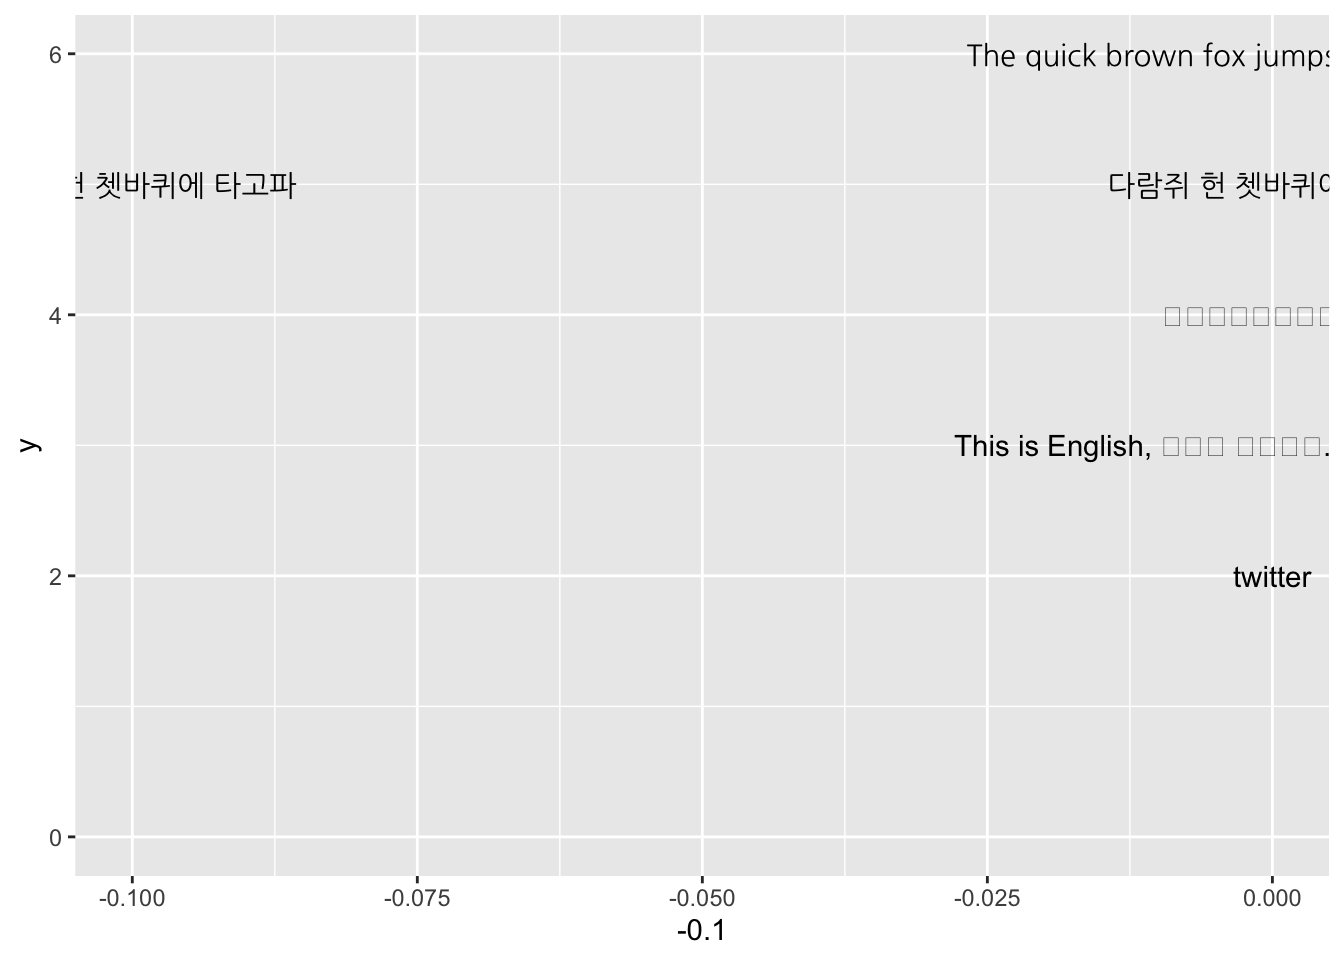 6
The quick brown fox jumps
헌 쳇바퀴에 타고파
다람쥐 헌 쳇바퀴에
4
y
This is English, □□□ □□□□.
2
twitter
0
-0.100 -0.075 -0.050 -0.025 0.000
-0.1